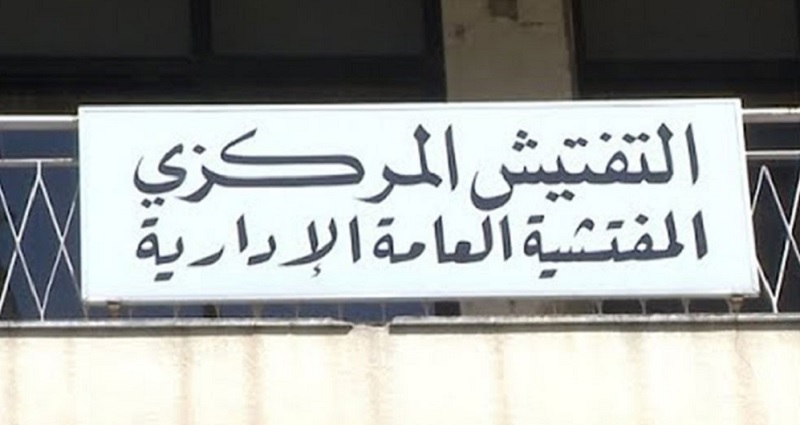 التفتيش المركزي
المفتشية العامة الإدارية